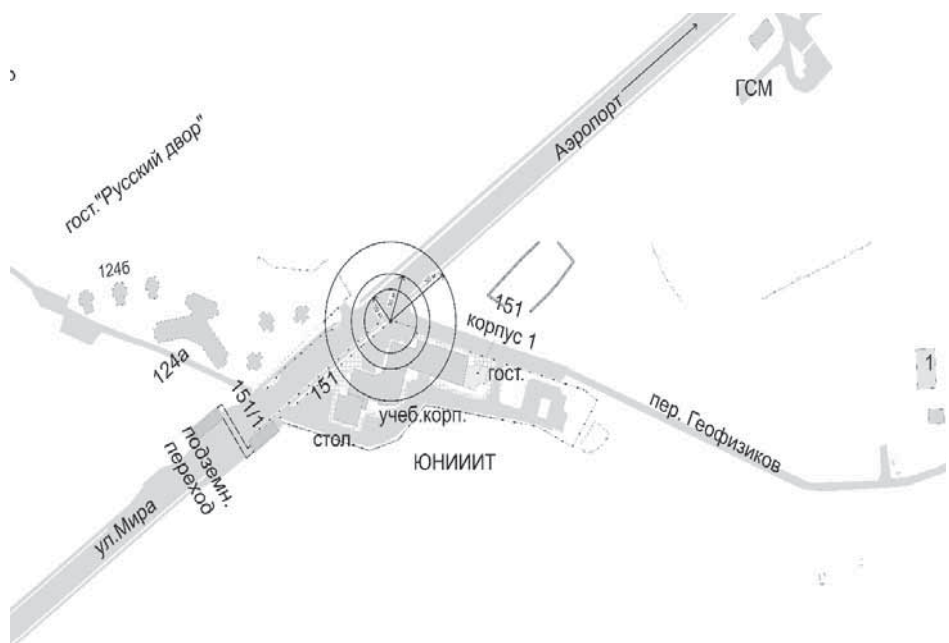 Аэропорт
ГСМ
гост."Русский двор"
124б
151
корпус 1
124а
151/1
151
гост.
1
учеб.корп.
стол.
пер. Геофизиков
ЮНИИИТ
подземн.
переход
ул.Мира